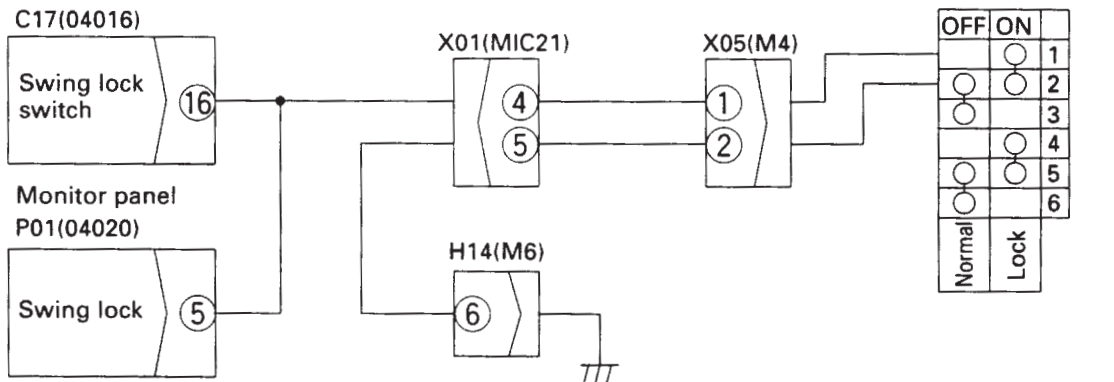 C17(04016)
Swing lock
switch
16
Monitor panel
P01(04020)
Swing lock
5
X01(MIC21)
4
5
H14(M6)
6
X05(M4)
1
2
OFF ON
1
2
3
4
5
6
Normal
Lock